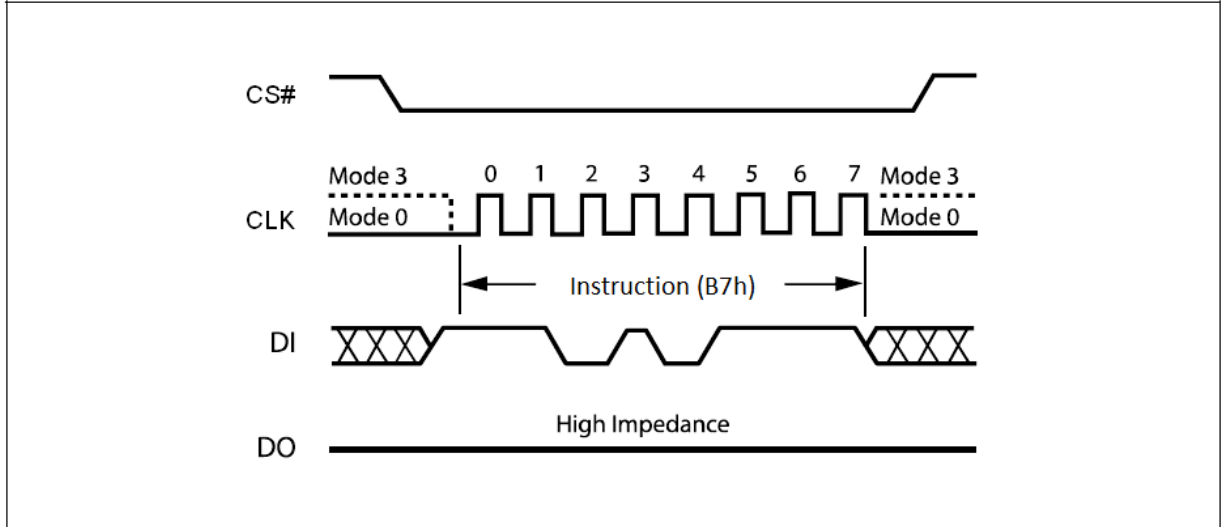 CS#
Mode 3 0 1 2 3 4 5 6 7 Mode 3
CLK Mode 0 Mode 0
Instruction (B7h)
DI
High Impedance
DO